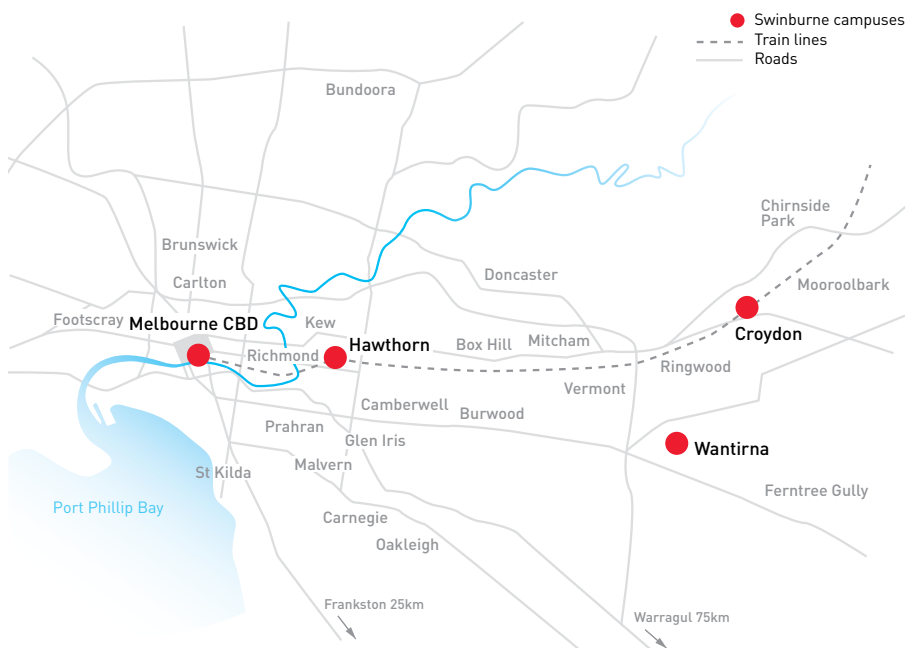 Swinburne campuses
Train lines
Roads
Bundoora
Chirnside
Park
Brunswick
Carlton
Doncaster
Mooroolbark
Footscray
Melbourne CBD
Kew
Hawthorn
Box Hill
Mitcham
Croydon
Richmond
Ringwood
Vermont
Camberwell
Burwood
Prahran
Glen Iris
Wantirna
Malvern
St Kilda
Ferntree Gully
Port Phillip Bay
Carnegie
Oakleigh
Frankston 25km
Warragul 75km